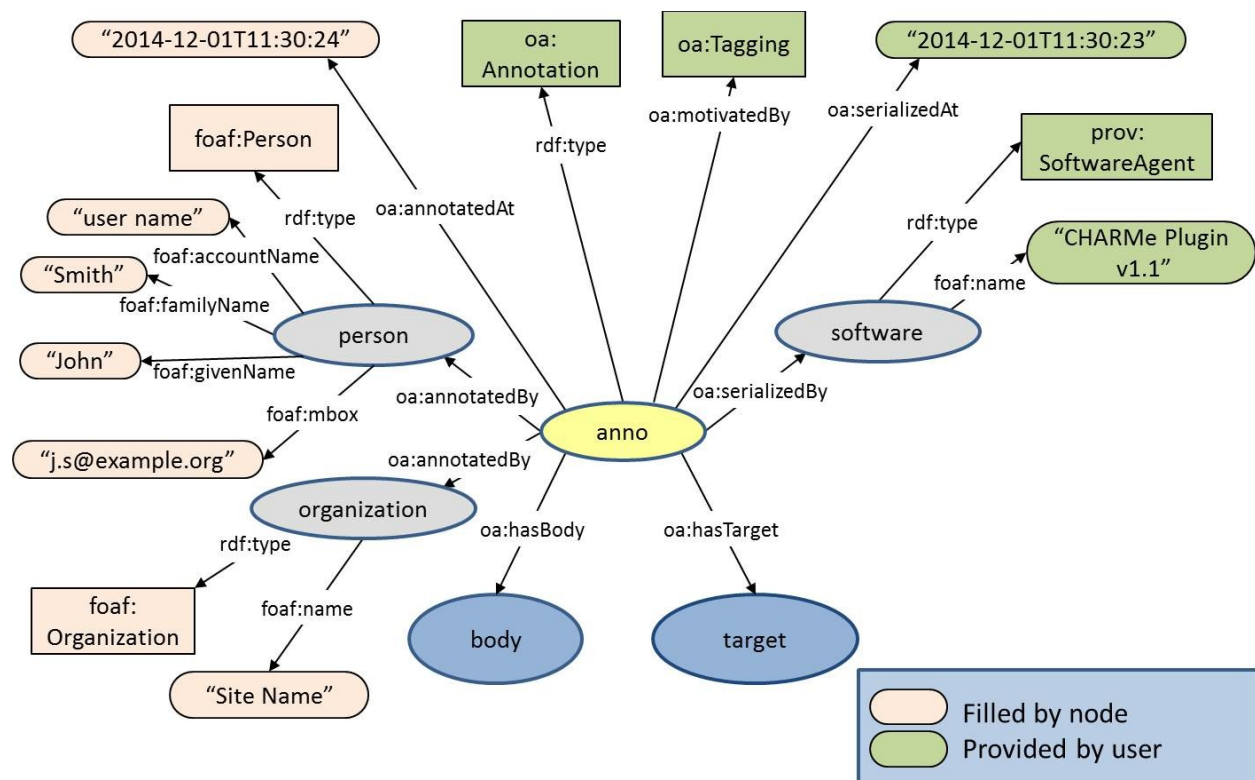 “2014-12-01T11:30:24”
oa:
Annotation
oa:Tagging
“2014-12-01T11:30:23”
oa:motivatedBy
oa:serializedAt
foaf:Person
rdf:type
prov:
SoftwareAgent
rdf:type
oa:annotatedAt
“user name”
rdf:type
foaf:accountName
“CHARMe Plugin
v1.1”
“Smith”
foaf:familyName
foaf:name
person
software
“John”
foaf:givenName
oa:annotatedBy
oa:serializedBy
foaf:mbox
anno
“j.s@example.org”
oa:annotatedBy
organization
oa:hasBody
oa:hasTarget
rdf:type
foaf:
Organization
foaf:name
body
target
“Site Name”
Filled by node
Provided by user